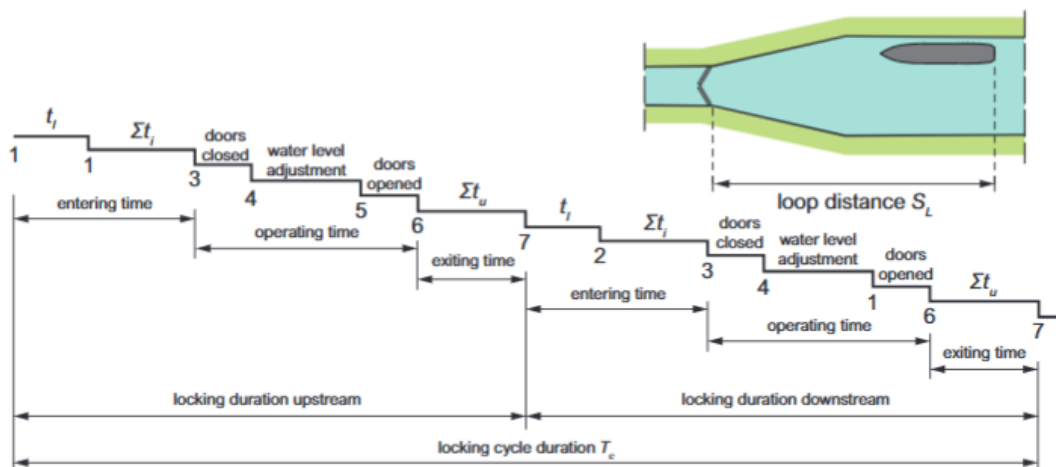 loop distance S_L
t_l
Σt_i
doors
closed
water level
adjustment
doors
opened
Σt_u
1
1
3
4
5
6
7
entering time
operating time
exiting time
t_l
Σt_i
doors
closed
water level
adjustment
doors
opened
Σt_u
2
3
4
1
6
7
entering time
operating time
exiting time
locking duration upstream
locking duration downstream
locking cycle duration T_c